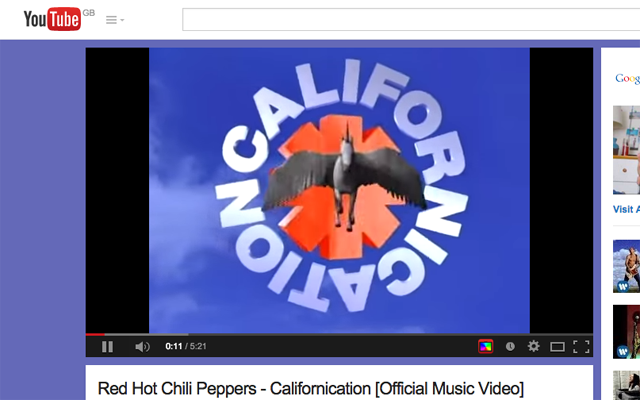 YouTube GB
CALIFORNICATION
0:11 / 5:21
Red Hot Chili Peppers - Californication [Official Music Video]
Visit